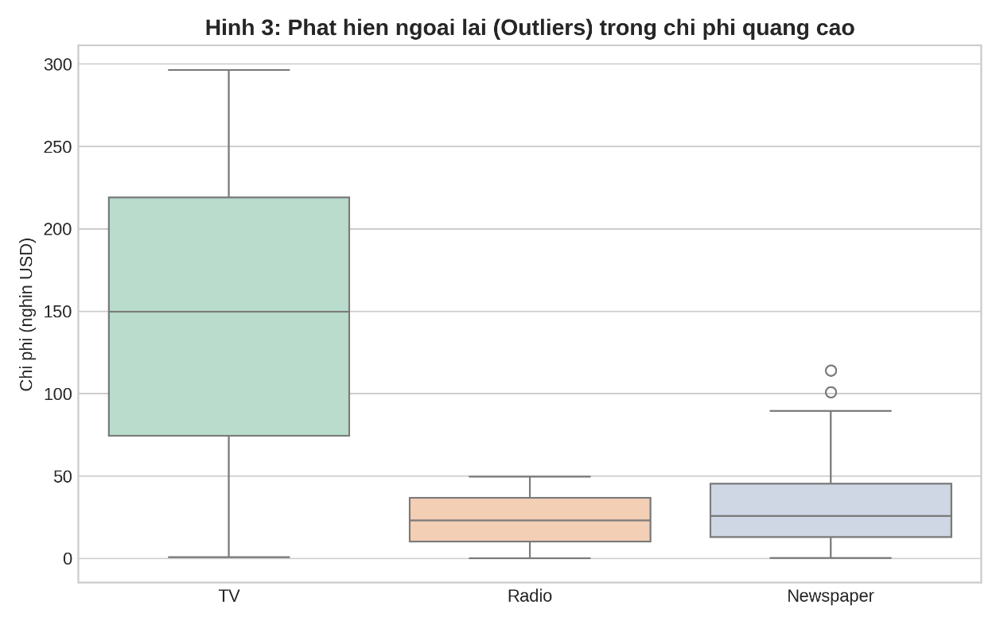 Hinh 3: Phat hien ngoai lai (Outliers) trong chi phi quang cao
Chi phi (nghin USD)
300
250
200
150
100
50
0
TV
Radio
Newspaper